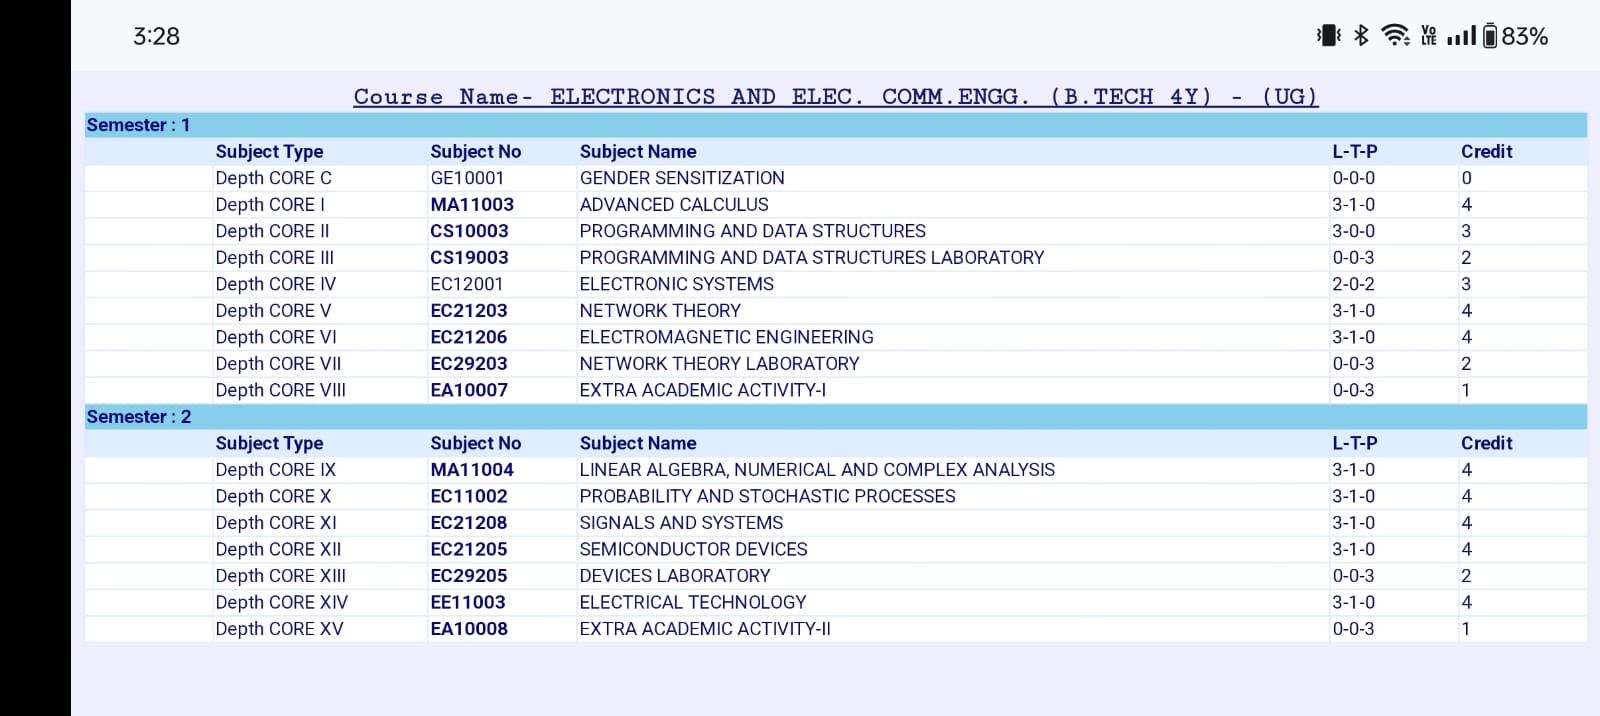 3:28 Vo LTE 83%
Course Name- ELECTRONICS AND ELEC. COMM.ENGG. (B.TECH 4Y) - (UG)
Semester : 1
Subject Type Subject No Subject Name L-T-P Credit
Depth CORE C GE10001 GENDER SENSITIZATION 0-0-0 0
Depth CORE I MA11003 ADVANCED CALCULUS 3-1-0 4
Depth CORE II CS10003 PROGRAMMING AND DATA STRUCTURES 3-0-0 3
Depth CORE III CS19003 PROGRAMMING AND DATA STRUCTURES LABORATORY 0-0-3 2
Depth CORE IV EC12001 ELECTRONIC SYSTEMS 2-0-2 3
Depth CORE V EC21203 NETWORK THEORY 3-1-0 4
Depth CORE VI EC21206 ELECTROMAGNETIC ENGINEERING 3-1-0 4
Depth CORE VII EC29203 NETWORK THEORY LABORATORY 0-0-3 2
Depth CORE VIII EA10007 EXTRA ACADEMIC ACTIVITY-I 0-0-3 1
Semester : 2
Subject Type Subject No Subject Name L-T-P Credit
Depth CORE IX MA11004 LINEAR ALGEBRA, NUMERICAL AND COMPLEX ANALYSIS 3-1-0 4
Depth CORE X EC11002 PROBABILITY AND STOCHASTIC PROCESSES 3-1-0 4
Depth CORE XI EC21208 SIGNALS AND SYSTEMS 3-1-0 4
Depth CORE XII EC21205 SEMICONDUCTOR DEVICES 3-1-0 4
Depth CORE XIII EC29205 DEVICES LABORATORY 0-0-3 2
Depth CORE XIV EE11003 ELECTRICAL TECHNOLOGY 3-1-0 4
Depth CORE XV EA10008 EXTRA ACADEMIC ACTIVITY-II 0-0-3 1